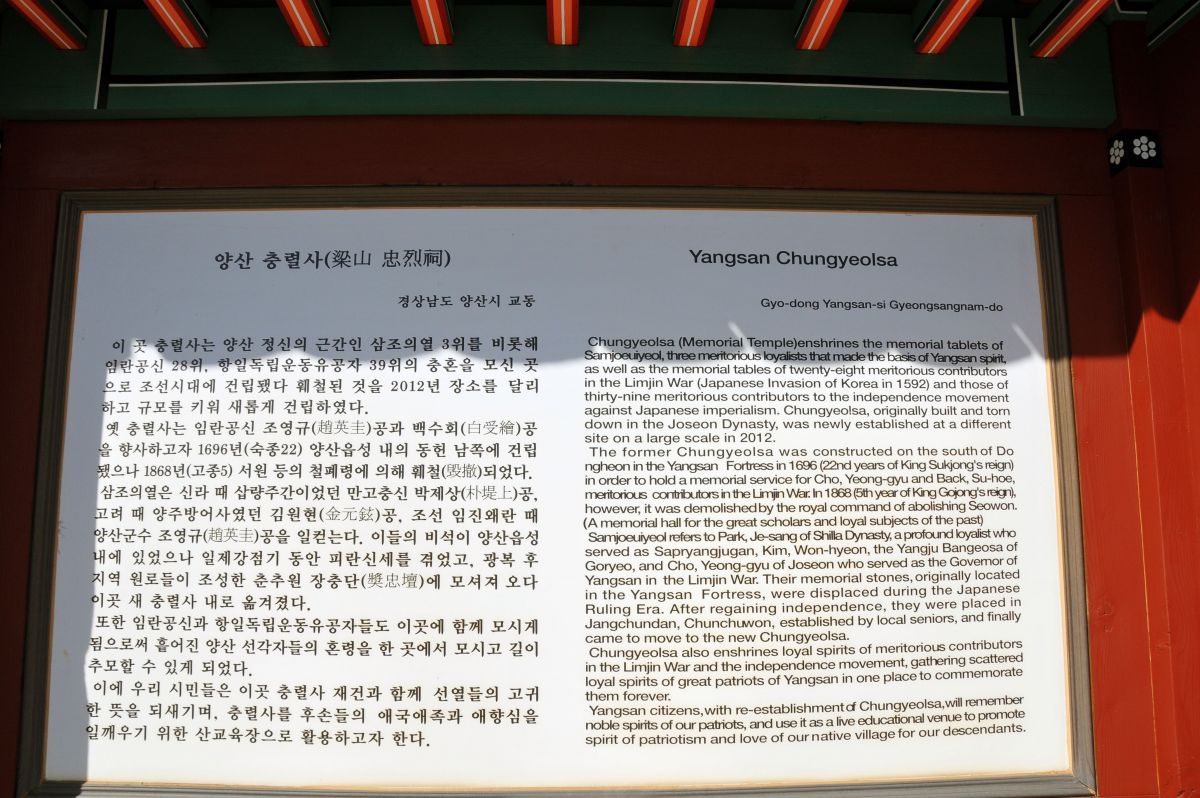 양산 충렬사(梁山 忠烈祠)
경상남도 양산시 교동
이 곳 충렬사는 양산 정신의 근간인 삼조의열 3위를 비롯해
임란공신 28위, 항일독립운동유공자 39위의 충혼을 모신 곳
으로 조선시대에 건립됐다 훼철된 것을 2012년 장소를 달리
하고 규모를 키워 새롭게 건립하였다.
옛 충렬사는 임란공신 조영규(趙英圭)공과 백수회(白受繪)공
을 향사하고자 1696년(숙종22) 양산읍성 내의 동헌 남쪽에 건립
됐으나 1868년(고종5) 서원 등의 철폐령에 의해 훼철(毁撤)되었다.
삼조의열은 신라 때 삽량주간이었던 만고충신 박제상(朴堤上)공,
고려 때 양주방어사였던 김원현(金元鉉)공, 조선 임진왜란 때
양산군수 조영규(趙英圭)공을 일컫는다. 이들의 비석이 양산읍성
내에 있었으나 일제강점기 동안 피란신세를 겪었고, 광복 후
지역 원로들이 조성한 춘추원 장충단(奬忠壇)에 모셔져 오다
이곳 새 충렬사 내로 옮겨졌다.
또한 임란공신과 항일독립운동유공자들도 이곳에 함께 모시게
됨으로써 흩어진 양산 선각자들의 혼령을 한 곳에서 모시고 길이
추모할 수 있게 되었다.
이에 우리 시민들은 이곳 충렬사 재건과 함께 선열들의 고귀
한 뜻을 되새기며, 충렬사를 후손들의 애국애족과 애향심을
일깨우기 위한 산교육장으로 활용하고자 한다.
Yangsan Chungyeolsa
Gyo-dong Yangsan-si Gyeongsangnam-do
Chungyeolsa (Memorial Temple)enshrines the memorial tablets of
Samjoeuiyeol, three meritorious loyalists that made the basis of Yangsan spirit,
as well as the memorial tables of twenty-eight meritorious contributors
in the Limjin War (Japanese Invasion of Korea in 1592) and those of
thirty-nine meritorious contributors to the independence movement
against Japanese imperialism. Chungyeolsa, originally built and torn
down in the Joseon Dynasty, was newly established at a different
site on a large scale in 2012.
The former Chungyeolsa was constructed on the south of Do
ngheon in the Yangsan Fortress in 1696 (22nd years of King Sukjong's reign)
in order to hold a memorial service for Cho, Yeong-gyu and Back, Su-hoe,
meritorious contributors in the Limjin War. In 1868 (5th year of King Gojong's reign),
however, it was demolished by the royal command of abolishing Seowon.
(A memorial hall for the great scholars and loyal subjects of the past)
Samjoeuiyeol refers to Park, Je-sang of Shilla Dynasty, a profound loyalist who
served as Sapryangjugan, Kim, Won-hyeon, the Yangju Bangeosa of
Goryeo, and Cho, Yeong-gyu of Joseon who served as the Governor of
Yangsan in the Limjin War. Their memorial stones, originally located
in the Yangsan Fortress, were displaced during the Japanese
Ruling Era. After regaining independence, they were placed in
Jangchundan, Chunchuwon, established by local seniors, and finally
came to move to the new Chungyeolsa.
Chungyeolsa also enshrines loyal spirits of meritorious contributors
in the Limjin War and the independence movement, gathering scattered
loyal spirits of great patriots of Yangsan in one place to commemorate
them forever.
Yangsan citizens, with re-establishment of Chungyeolsa, will remember
noble spirits of our patriots, and use it as a live educational venue to promote
spirit of patriotism and love of our native village for our descendants.